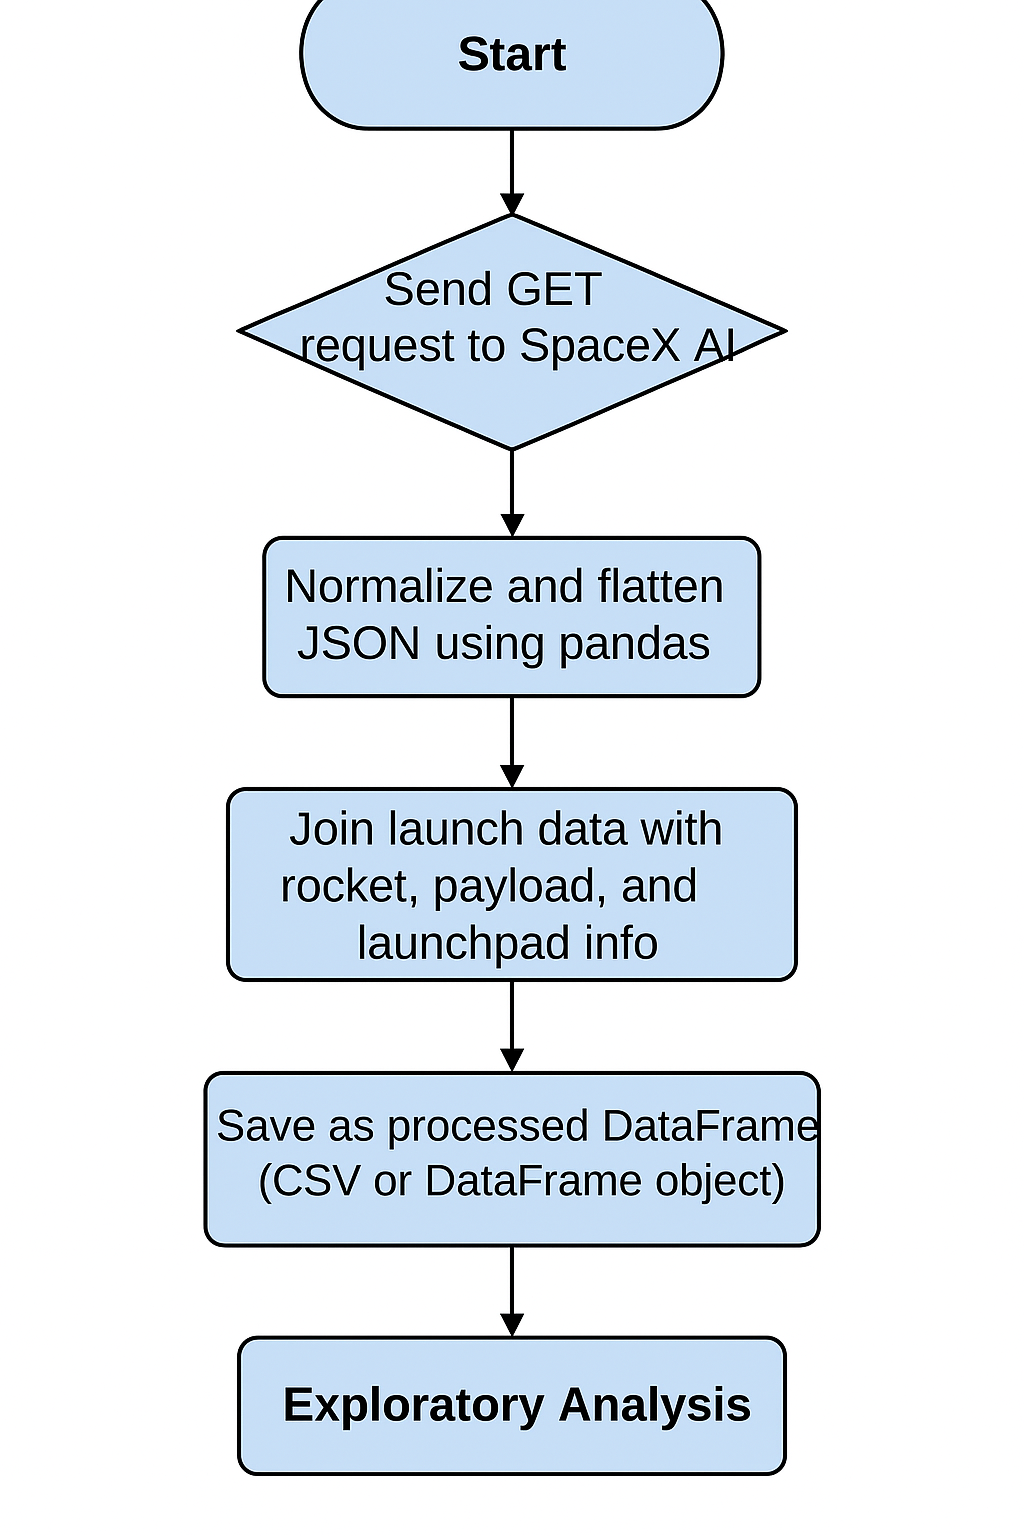 Start
Send GET
request to SpaceX AI
Normalize and flatten
JSON using pandas
Join launch data with
rocket, payload, and
launchpad info
Save as processed DataFrame
(CSV or DataFrame object)
Exploratory Analysis